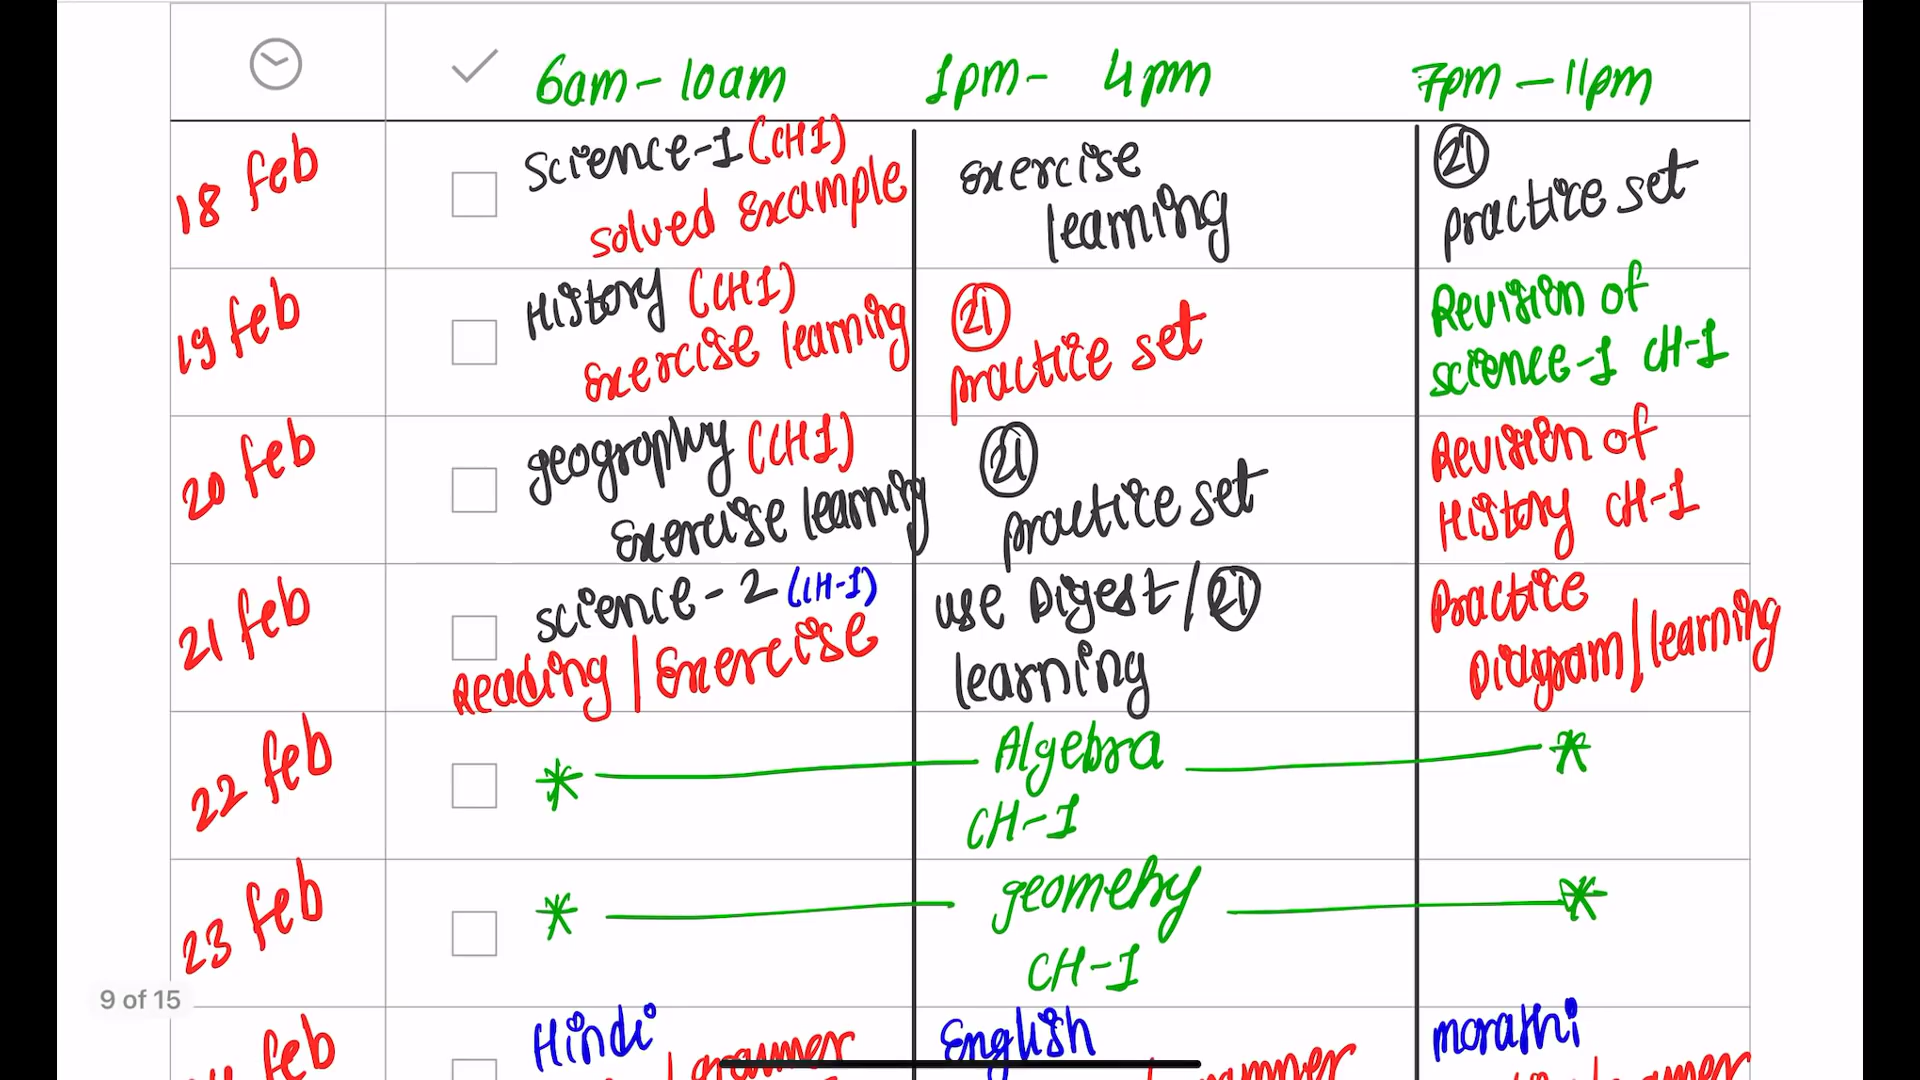 6am - 10am 1pm - 4pm 7pm - 11pm
18 feb
Science-1 (CH1)
solved Example
Exercise
learning
21
practice set
19 feb
History (CH1)
Exercise learning
21
practice set
Revision of
science-1 CH-1
20 feb
geography (CH1)
Exercise learning
21
practice set
Revision of
History CH-1
21 feb
science-2 (CH-1)
Reading | Exercise
use Digest / 21
learning
Practice
Diagram / learning
22 feb
* Algebra *
CH-1
23 feb
* geometry *
CH-1
9 of 15
feb
Hindi
English
morathi